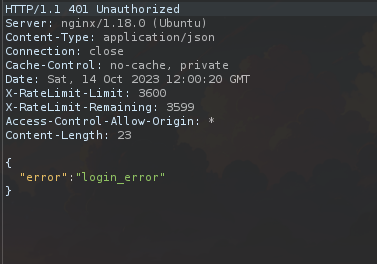 HTTP/1.1 401 Unauthorized
Server: nginx/1.18.0 (Ubuntu)
Content-Type: application/json
Connection: close
Cache-Control: no-cache, private
Date: Sat, 14 Oct 2023 12:00:20 GMT
X-RateLimit-Limit: 3600
X-RateLimit-Remaining: 3599
Access-Control-Allow-Origin: *
Content-Length: 23

{
  "error":"login_error"
}